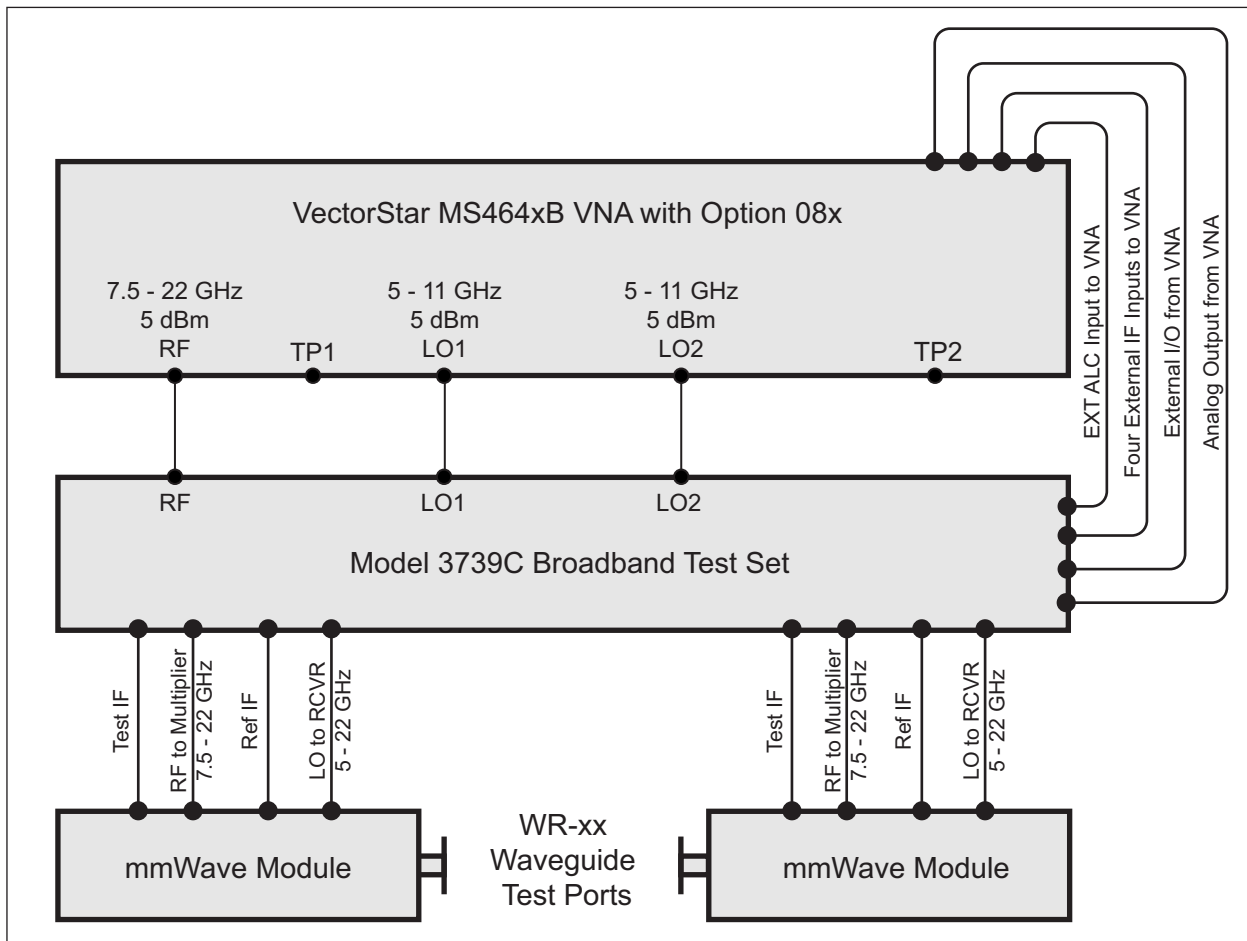 VectorStar MS464xB VNA with Option 08x
7.5 - 22 GHz
5 dBm
RF
TP1
5 - 11 GHz
5 dBm
LO1
5 - 11 GHz
5 dBm
LO2
TP2
EXT ALC Input to VNA
Four External IF Inputs to VNA
External I/O from VNA
Analog Output from VNA
RF
LO1
LO2
Model 3739C Broadband Test Set
Test IF
RF to Multiplier
7.5 - 22 GHz
Ref IF
LO to RCVR
5 - 22 GHz
Test IF
RF to Multiplier
7.5 - 22 GHz
Ref IF
LO to RCVR
5 - 22 GHz
mmWave Module
WR-xx
Waveguide
Test Ports
mmWave Module